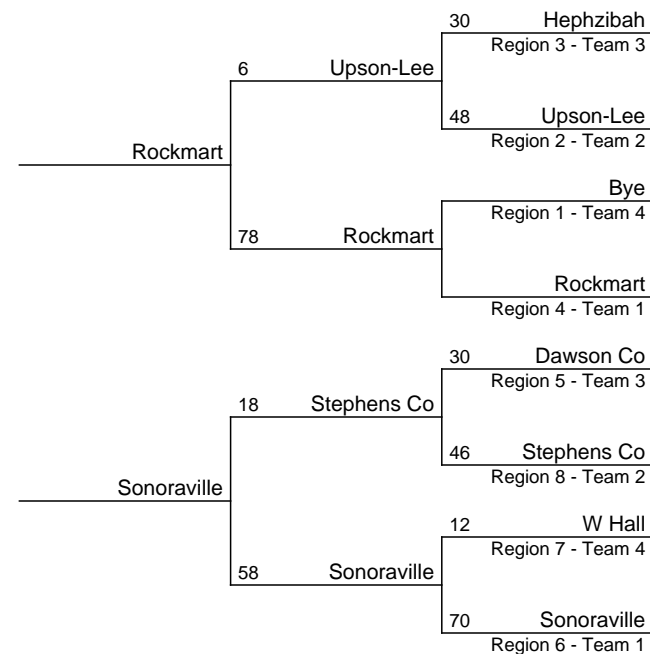 30 Hephzibah
Region 3 - Team 3
6 Upson-Lee
48 Upson-Lee
Region 2 - Team 2
Rockmart
Bye
Region 1 - Team 4
78 Rockmart
Rockmart
Region 4 - Team 1
30 Dawson Co
Region 5 - Team 3
18 Stephens Co
46 Stephens Co
Region 8 - Team 2
Sonoraville
12 W Hall
Region 7 - Team 4
58 Sonoraville
70 Sonoraville
Region 6 - Team 1